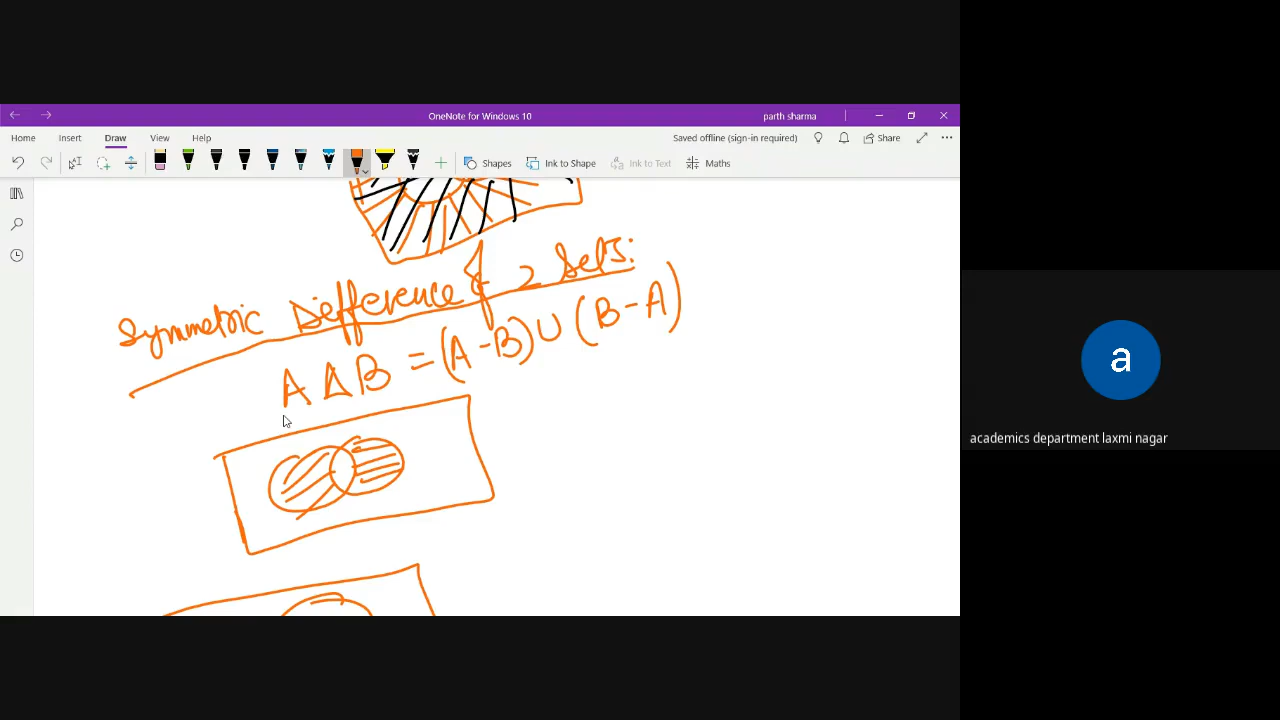 OneNote for Windows 10
parth sharma
Home Insert Draw View Help
Saved offline (sign-in required)
Share
Shapes
Ink to Shape
Ink to Text
Maths
Symmetric Difference of 2 Sets:
A Δ B = (A - B) ∪ (B - A)
a
academics department laxmi nagar